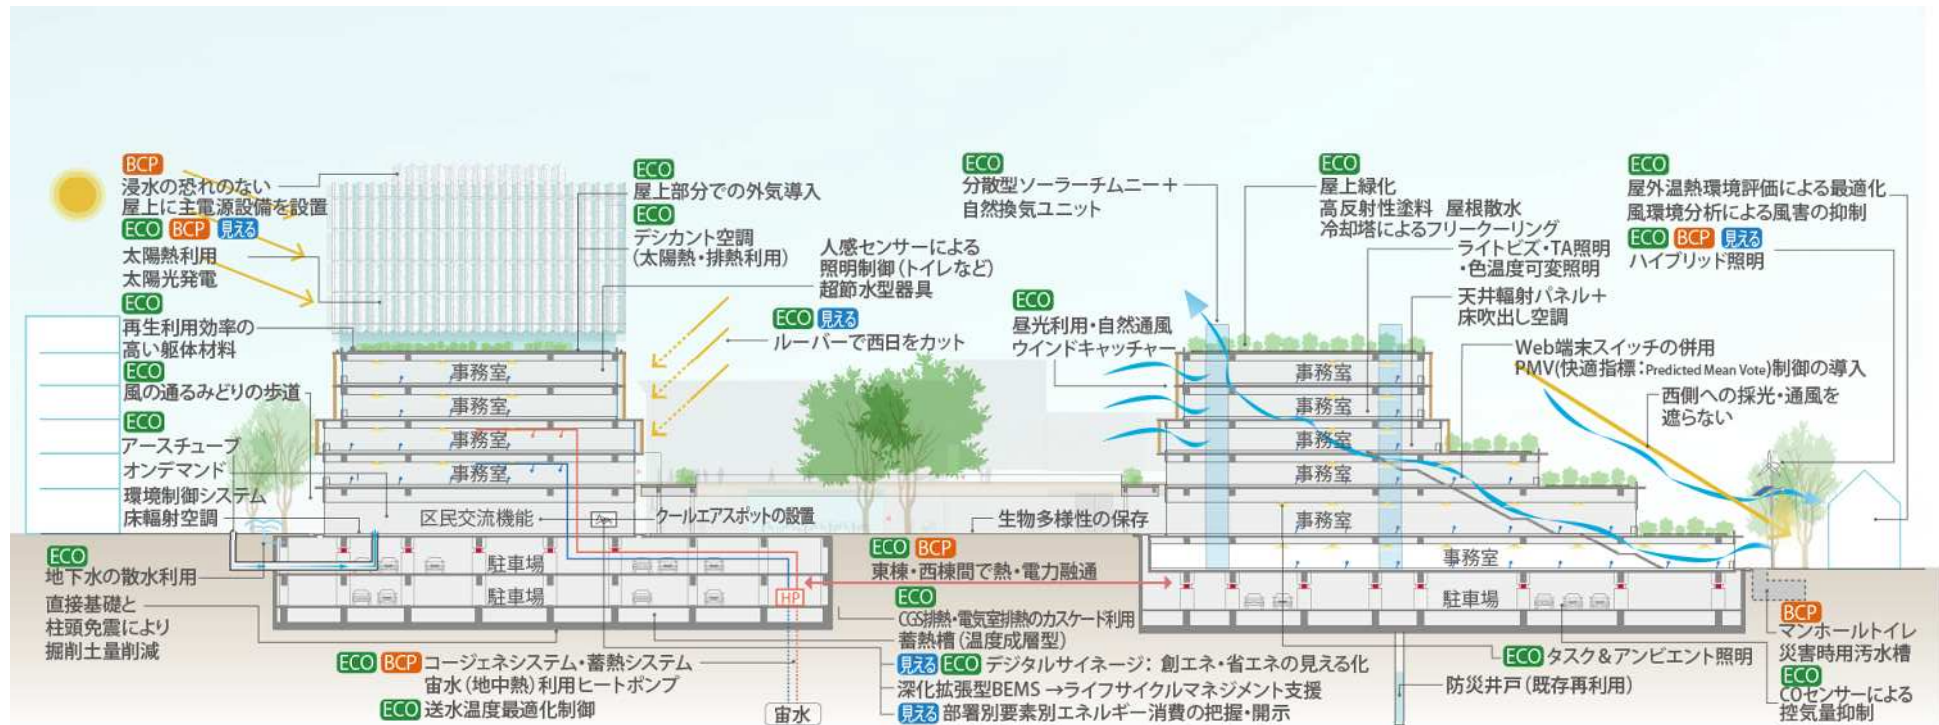 BCP
浸水の恐れのない
屋上に主電源設備を設置
ECO BCP 見える
太陽熱利用
太陽光発電
ECO
再生利用効率の
高い躯体材料
ECO
風の通るみどりの歩道
ECO
アースチューブ
オンデマンド
環境制御システム
床輻射空調
ECO
地下水の散水利用
直接基礎と
柱頭免震により
掘削土量削減
ECO
屋上部分での外気導入
ECO
デシカント空調
(太陽熱・排熱利用)
人感センサーによる
照明制御(トイレなど)
超節水型器具
ECO 見える
ルーバーで西日をカット
事務室
事務室
事務室
事務室
区民交流機能
クールエアスポットの設置
駐車場
駐車場
HP
生物多様性の保存
ECO BCP
東棟・西棟間で熱・電力融通
ECO
CGS排熱・電気室排熱のカスケード利用
蓄熱槽(温度成層型)
ECO BCP コージェネシステム・蓄熱システム
宙水(地中熱)利用ヒートポンプ
ECO 送水温度最適化制御
宙水
見える ECO デジタルサイネージ: 創エネ・省エネの見える化
深化拡張型BEMS →ライフサイクルマネジメント支援
見える 部署別要素別エネルギー消費の把握・開示
ECO
分散型ソーラーチムニー+
自然換気ユニット
ECO
昼光利用・自然通風
ウインドキャッチャー
ECO
屋上緑化
高反射性塗料 屋根散水
冷却塔によるフリークーリング
ライトビズ・TA照明
・色温度可変照明
天井輻射パネル+
床吹出し空調
Web端末スイッチの併用
PMV(快適指標:Predicted Mean Vote)制御の導入
西側への採光・通風を
遮らない
ECO
屋外温熱環境評価による最適化
風環境分析による風害の抑制
ECO BCP 見える
ハイブリッド照明
事務室
事務室
事務室
事務室
事務室
事務室
駐車場
ECO タスク&アンビエント照明
防災井戸(既存再利用)
BCP
マンホールトイレ
災害時用汚水槽
ECO
COセンサーによる
控気量抑制